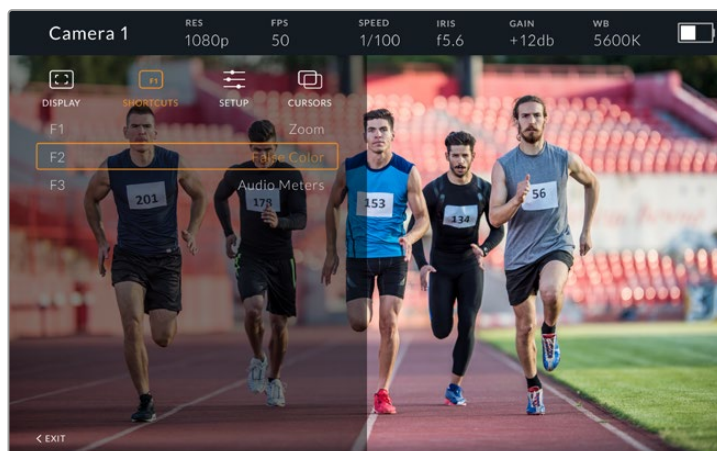 Camera 1
RES
1080p
FPS
50
SPEED
1/100
IRIS
f5.6
GAIN
+12db
WB
5600K
DISPLAY
F1
SHORTCUTS
SETUP
CURSORS
F1 Zoom
F2 False Color
F3 Audio Meters
201
178
153
134
56
< EXIT